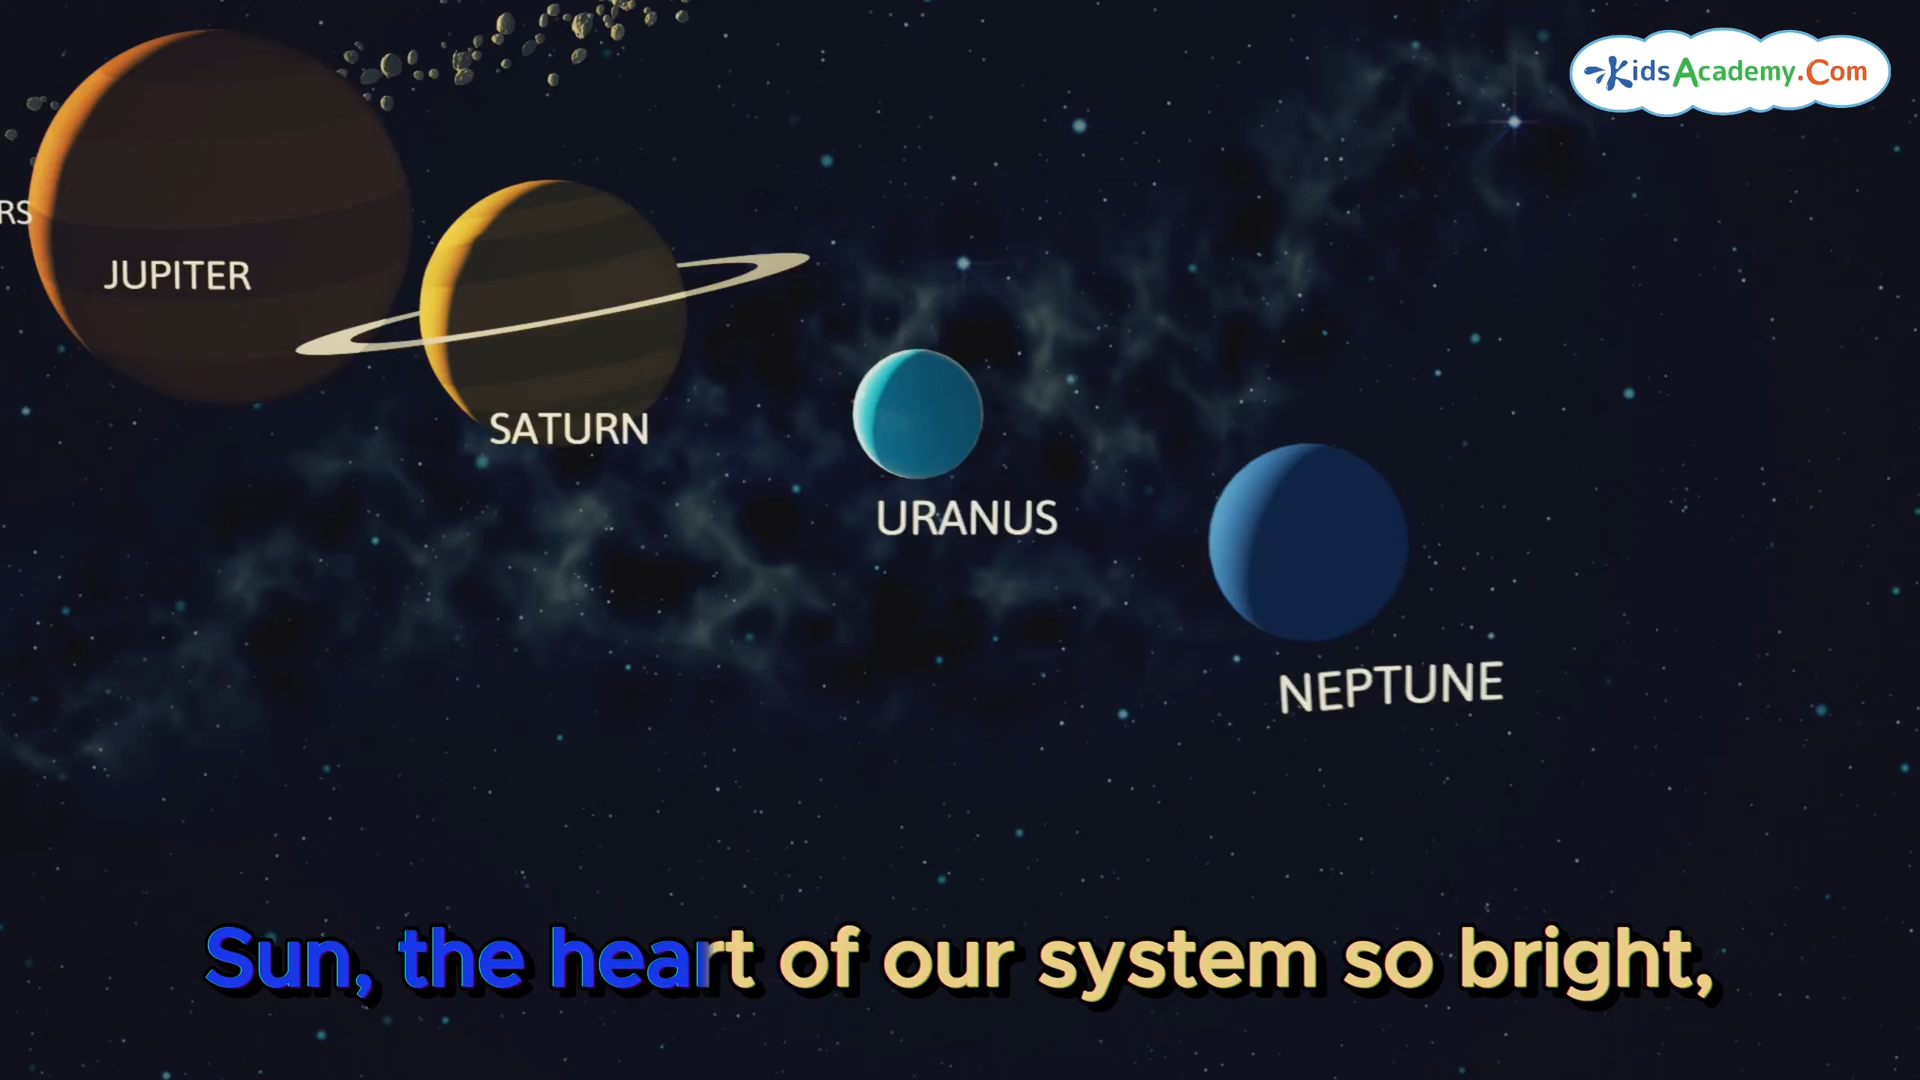 KidsAcademy.Com
RS
JUPITER
SATURN
URANUS
NEPTUNE
Sun, the heart of our system so bright,